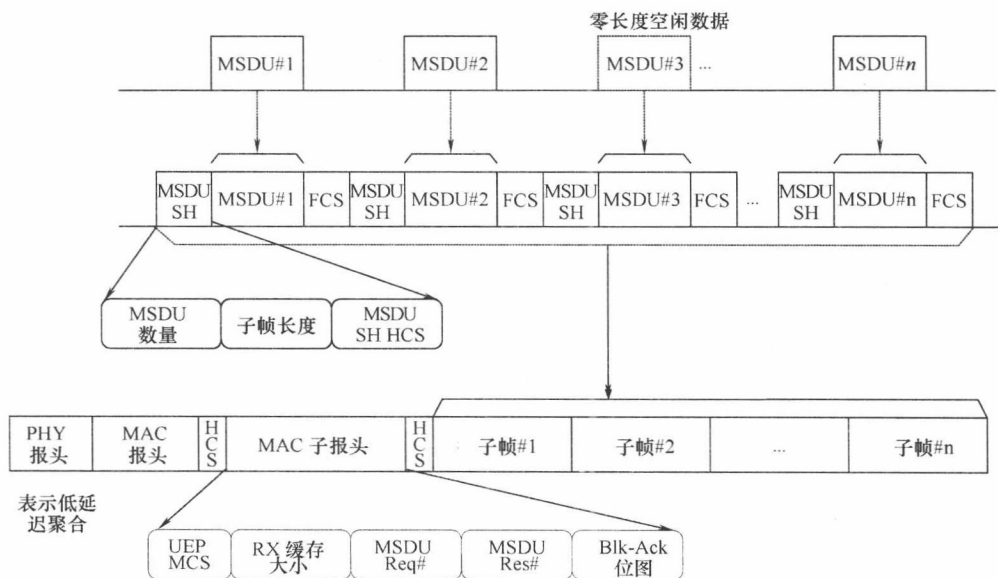 零长度空闲数据
MSDU#1 MSDU#2 MSDU#3 ... MSDU#n
MSDU SH MSDU#1 FCS MSDU SH MSDU#2 FCS MSDU SH MSDU#3 FCS ... MSDU SH MSDU#n FCS
MSDU 数量 子帧长度 MSDU SH HCS
PHY 报头 MAC 报头 HCS MAC 子报头 HCS 子帧#1 子帧#2 ... 子帧#n
表示低延
迟聚合
UEP MCS RX 缓存 大小 MSDU Req# MSDU Res# Blk-Ack 位图